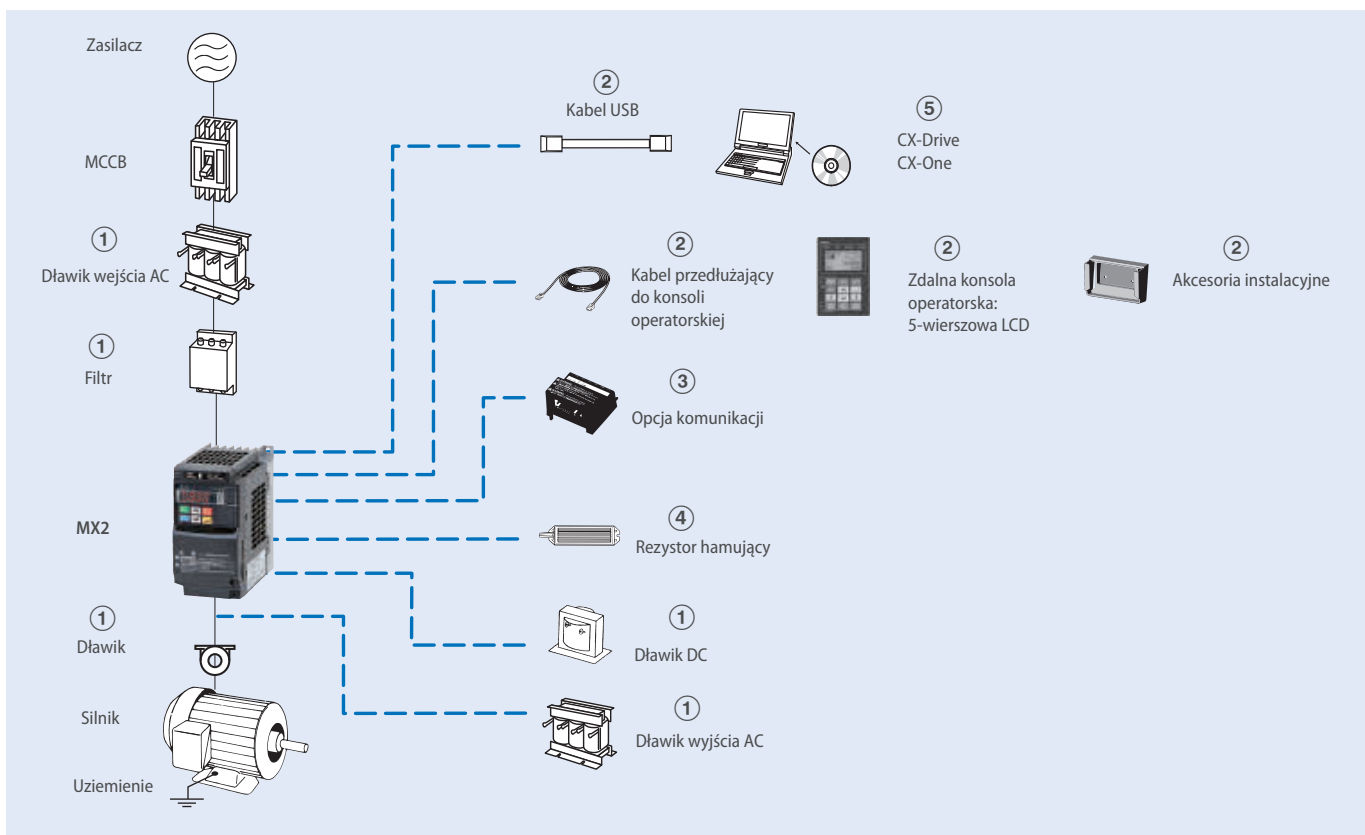 Zasilacz
MCCB
①
Dławik wejścia AC
①
Filtr
MX2
①
Dławik
Silnik
Uziemienie
②
Kabel USB
⑤
CX-Drive
CX-One
②
Kabel przedłużający
do konsoli
operatorskiej
②
Zdalna konsola
operatorska:
5-wierszowa LCD
②
Akcesoria instalacyjne
③
Opcja komunikacji
④
Rezystor hamujący
①
Dławik DC
①
Dławik wyjścia AC